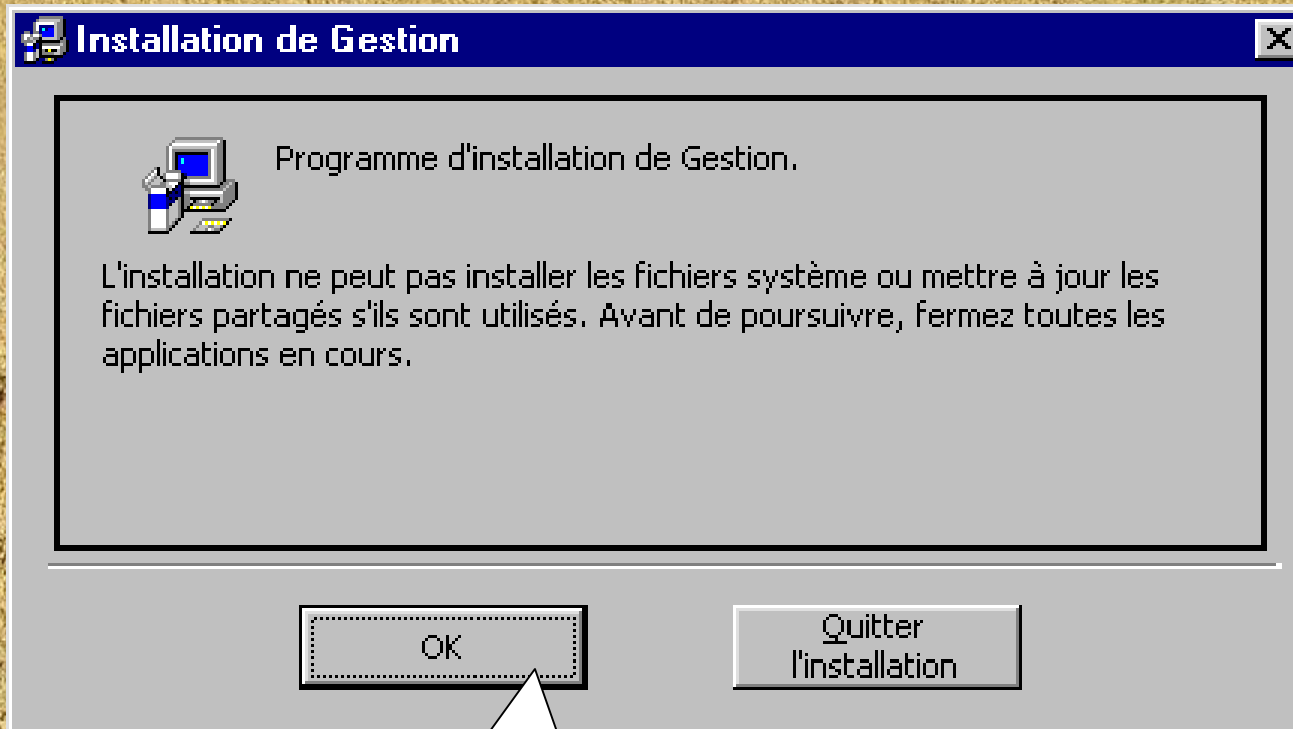 Installation de Gestion
Programme d'installation de Gestion.
L'installation ne peut pas installer les fichiers système ou mettre à jour les
fichiers partagés s'ils sont utilisés. Avant de poursuivre, fermez toutes les
applications en cours.
OK
Quitter
l'installation